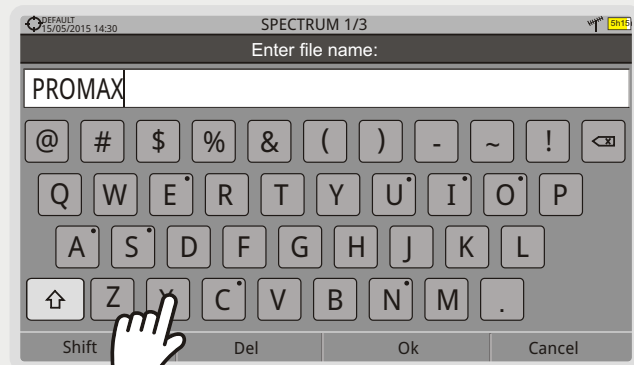 DEFAULT
15/05/2015 14:30
SPECTRUM 1/3
5h15
Enter file name:
PROMAX
@ # $ % & ( ) - ~ ! x
Q W E R T Y U I O P
A S D F G H J K L
Z X C V B N M .
Shift Del Ok Cancel